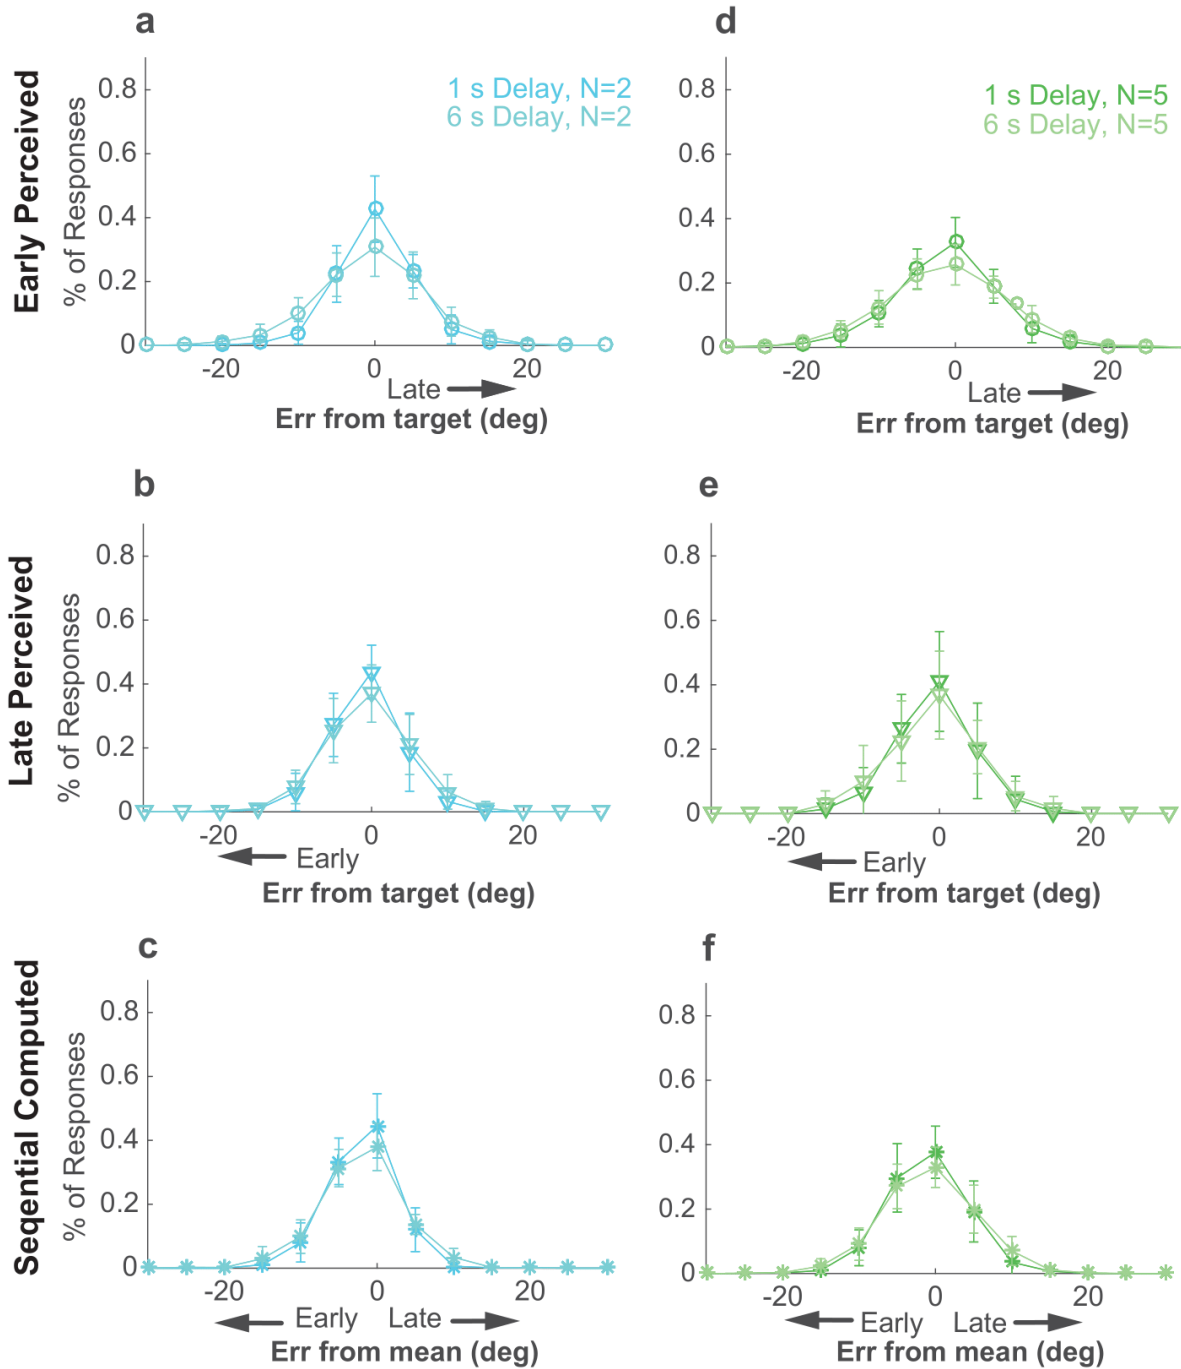 a
Early Perceived
% of Responses
0.8
0.6
0.4
0.2
0
1 s Delay, N=2
6 s Delay, N=2
-20 0 20
Late
Err from target (deg)
d
0.8
0.6
0.4
0.2
0
1 s Delay, N=5
6 s Delay, N=5
-20 0 20
Late
Err from target (deg)
b
Late Perceived
% of Responses
0.8
0.6
0.4
0.2
0
-20 0 20
Early
Err from target (deg)
e
0.8
0.6
0.4
0.2
0
-20 0 20
Early
Err from target (deg)
c
Seqential Computed
% of Responses
0.8
0.6
0.4
0.2
0
-20 0 20
Early Late
Err from mean (deg)
f
0.8
0.6
0.4
0.2
0
-20 0 20
Early Late
Err from mean (deg)